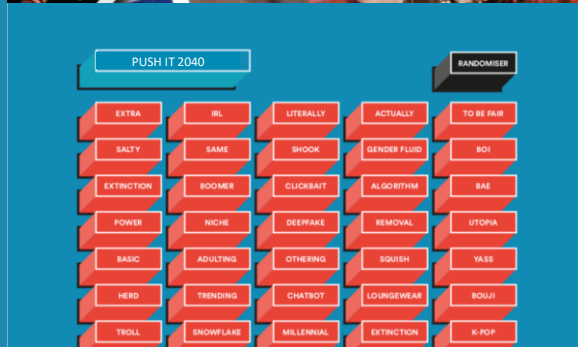 PUSH IT 2040
RANDOMISER
EXTRA IRL LITERALLY ACTUALLY TO BE FAIR
SALTY SAME SHOOK GENDER FLUID BOI
EXTINCTION BOOMER CLICKBAIT ALGORITHM BAE
POWER NICHE DEEPFAKE REMOVAL UTOPIA
BASIC ADULTING OTHERING SQUISH YASS
HERD TRENDING CHATBOT LOUNGEWEAR BOUJI
TROLL SNOWFLAKE MILLENNIAL EXTINCTION K-POP